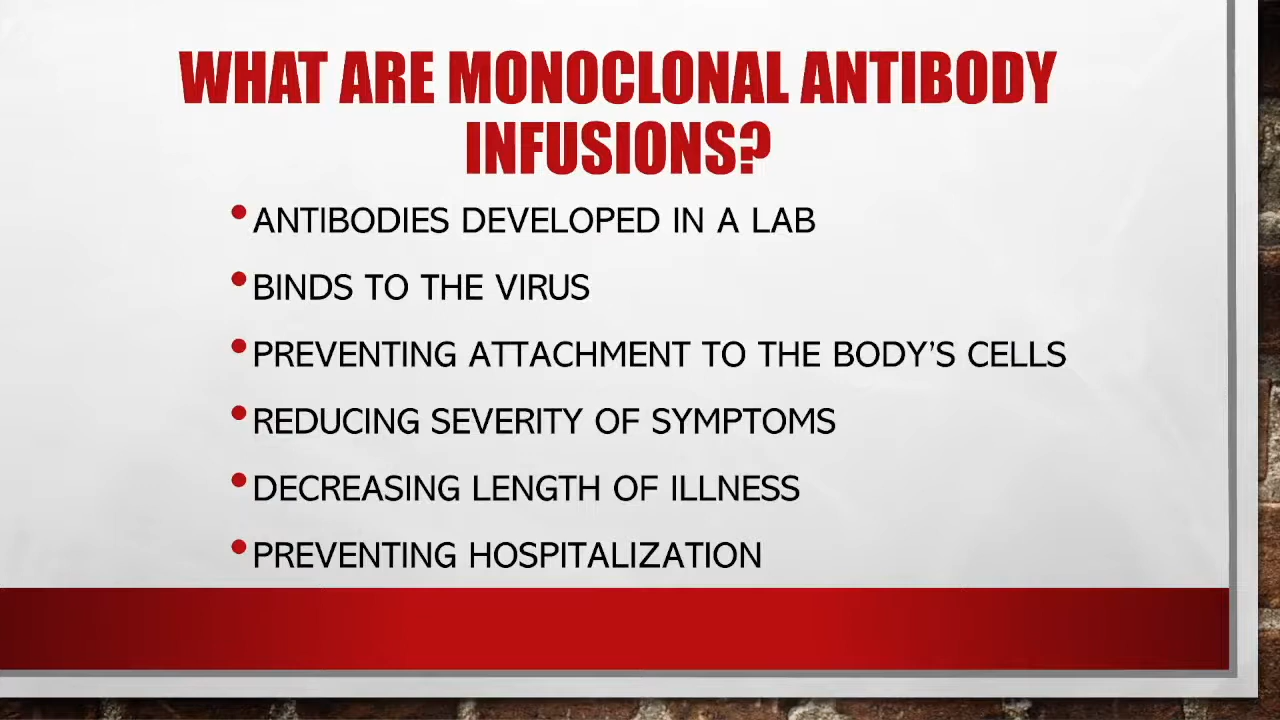 WHAT ARE MONOCLONAL ANTIBODY
INFUSIONS?
•ANTIBODIES DEVELOPED IN A LAB
•BINDS TO THE VIRUS
•PREVENTING ATTACHMENT TO THE BODY’S CELLS
•REDUCING SEVERITY OF SYMPTOMS
•DECREASING LENGTH OF ILLNESS
•PREVENTING HOSPITALIZATION